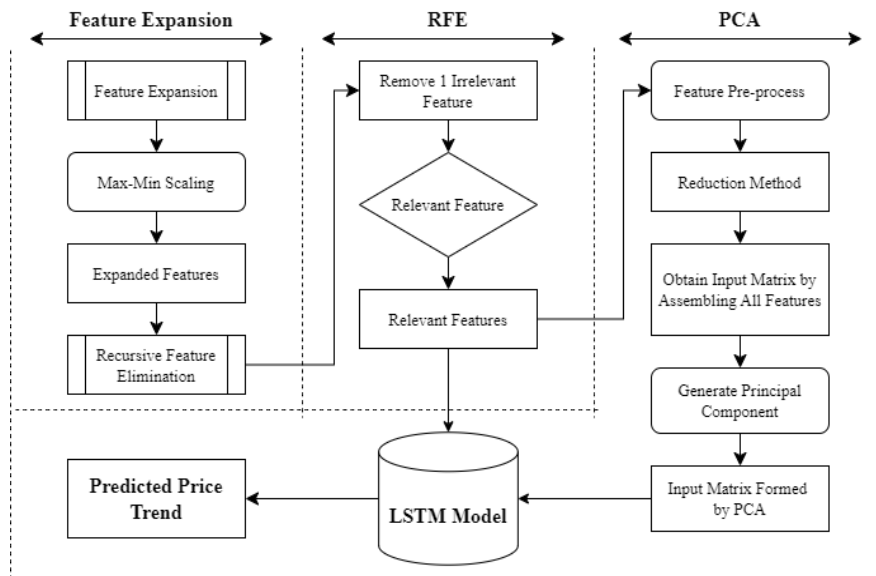 Feature Expansion
RFE
PCA
Feature Expansion
Max-Min Scaling
Expanded Features
Recursive Feature
Elimination
Remove 1 Irrelevant
Feature
Relevant Feature
Relevant Features
Feature Pre-process
Reduction Method
Obtain Input Matrix by
Assembling All Features
Generate Principal
Component
Input Matrix Formed
by PCA
LSTM Model
Predicted Price
Trend